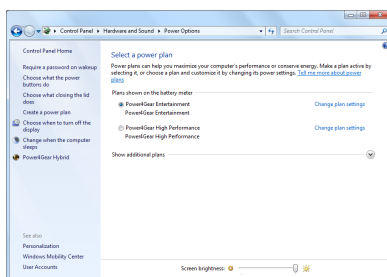 Control Panel
Hardware and Sound
Power Options
Search Control Panel
Control Panel Home
Require a password on wakeup
Choose what the power
buttons do
Choose what closing the lid
does
Create a power plan
Choose when to turn off the
display
Change when the computer
sleeps
Power4Gear Hybrid
See also
Personalization
Windows Mobility Center
User Accounts
Select a power plan
Power plans can help you maximize your computer's performance or conserve energy. Make a plan active by
selecting it, or choose a plan and customize it by changing its power settings. Tell me more about power
plans
Plans shown on the battery meter
Power4Gear Entertainment Change plan settings
Power4Gear Entertainment
Power4Gear High Performance Change plan settings
Power4Gear High Performance
Show additional plans
Screen brightness: